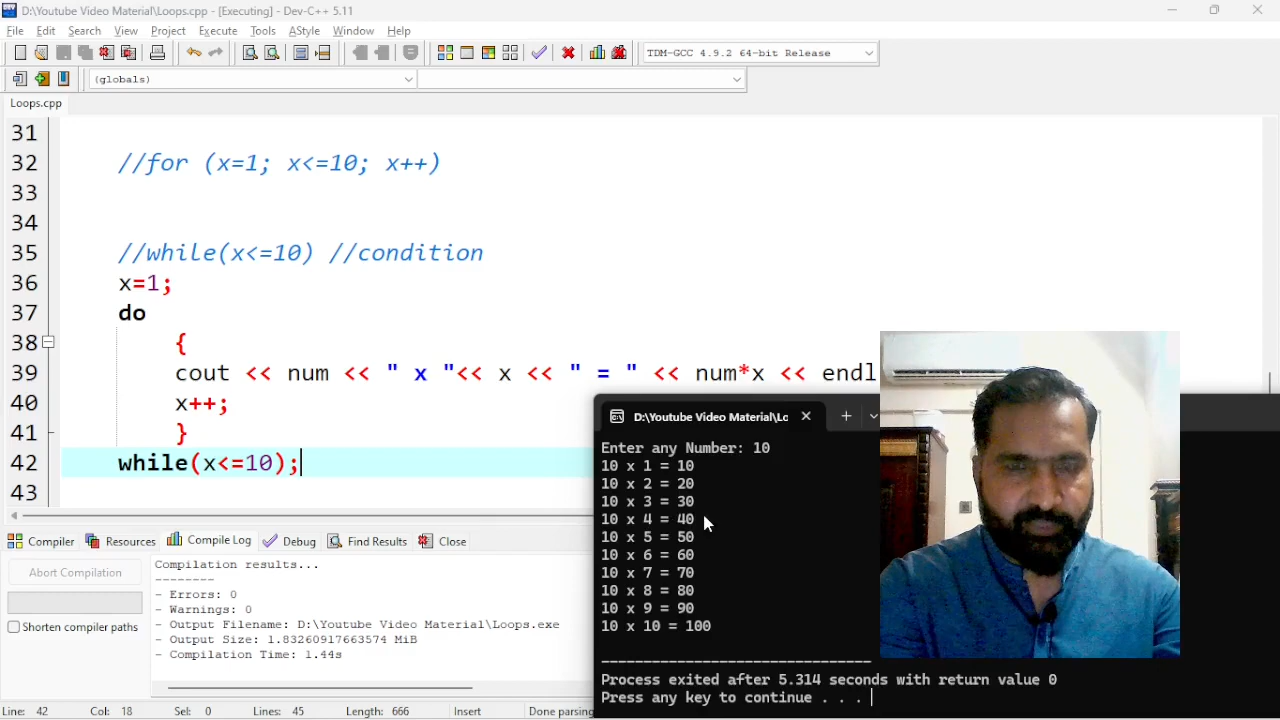 D:\Youtube Video Material\Loops.cpp - [Executing] - Dev-C++ 5.11
File Edit Search View Project Execute Tools AStyle Window Help
TDM-GCC 4.9.2 64-bit Release
(globals)
Loops.cpp
31
32 //for (x=1; x<=10; x++)
33
34
35 //while(x<=10) //condition
36 x=1;
37 do
38 {
39 cout << num << " x "<< x << " = " << num*x << endl
40 x++;
41 }
42 while(x<=10);
43
D:\Youtube Video Material\Lc
Enter any Number: 10
10 x 1 = 10
10 x 2 = 20
10 x 3 = 30
10 x 4 = 40
10 x 5 = 50
10 x 6 = 60
10 x 7 = 70
10 x 8 = 80
10 x 9 = 90
10 x 10 = 100
--------------------------------
Process exited after 5.314 seconds with return value 0
Press any key to continue . . .
Compiler Resources Compile Log Debug Find Results Close
Abort Compilation
Shorten compiler paths
Compilation results...
--------
- Errors: 0
- Warnings: 0
- Output Filename: D:\Youtube Video Material\Loops.exe
- Output Size: 1.83260917663574 MiB
- Compilation Time: 1.44s
Line: 42 Col: 18 Sel: 0 Lines: 45 Length: 666 Insert Done parsing